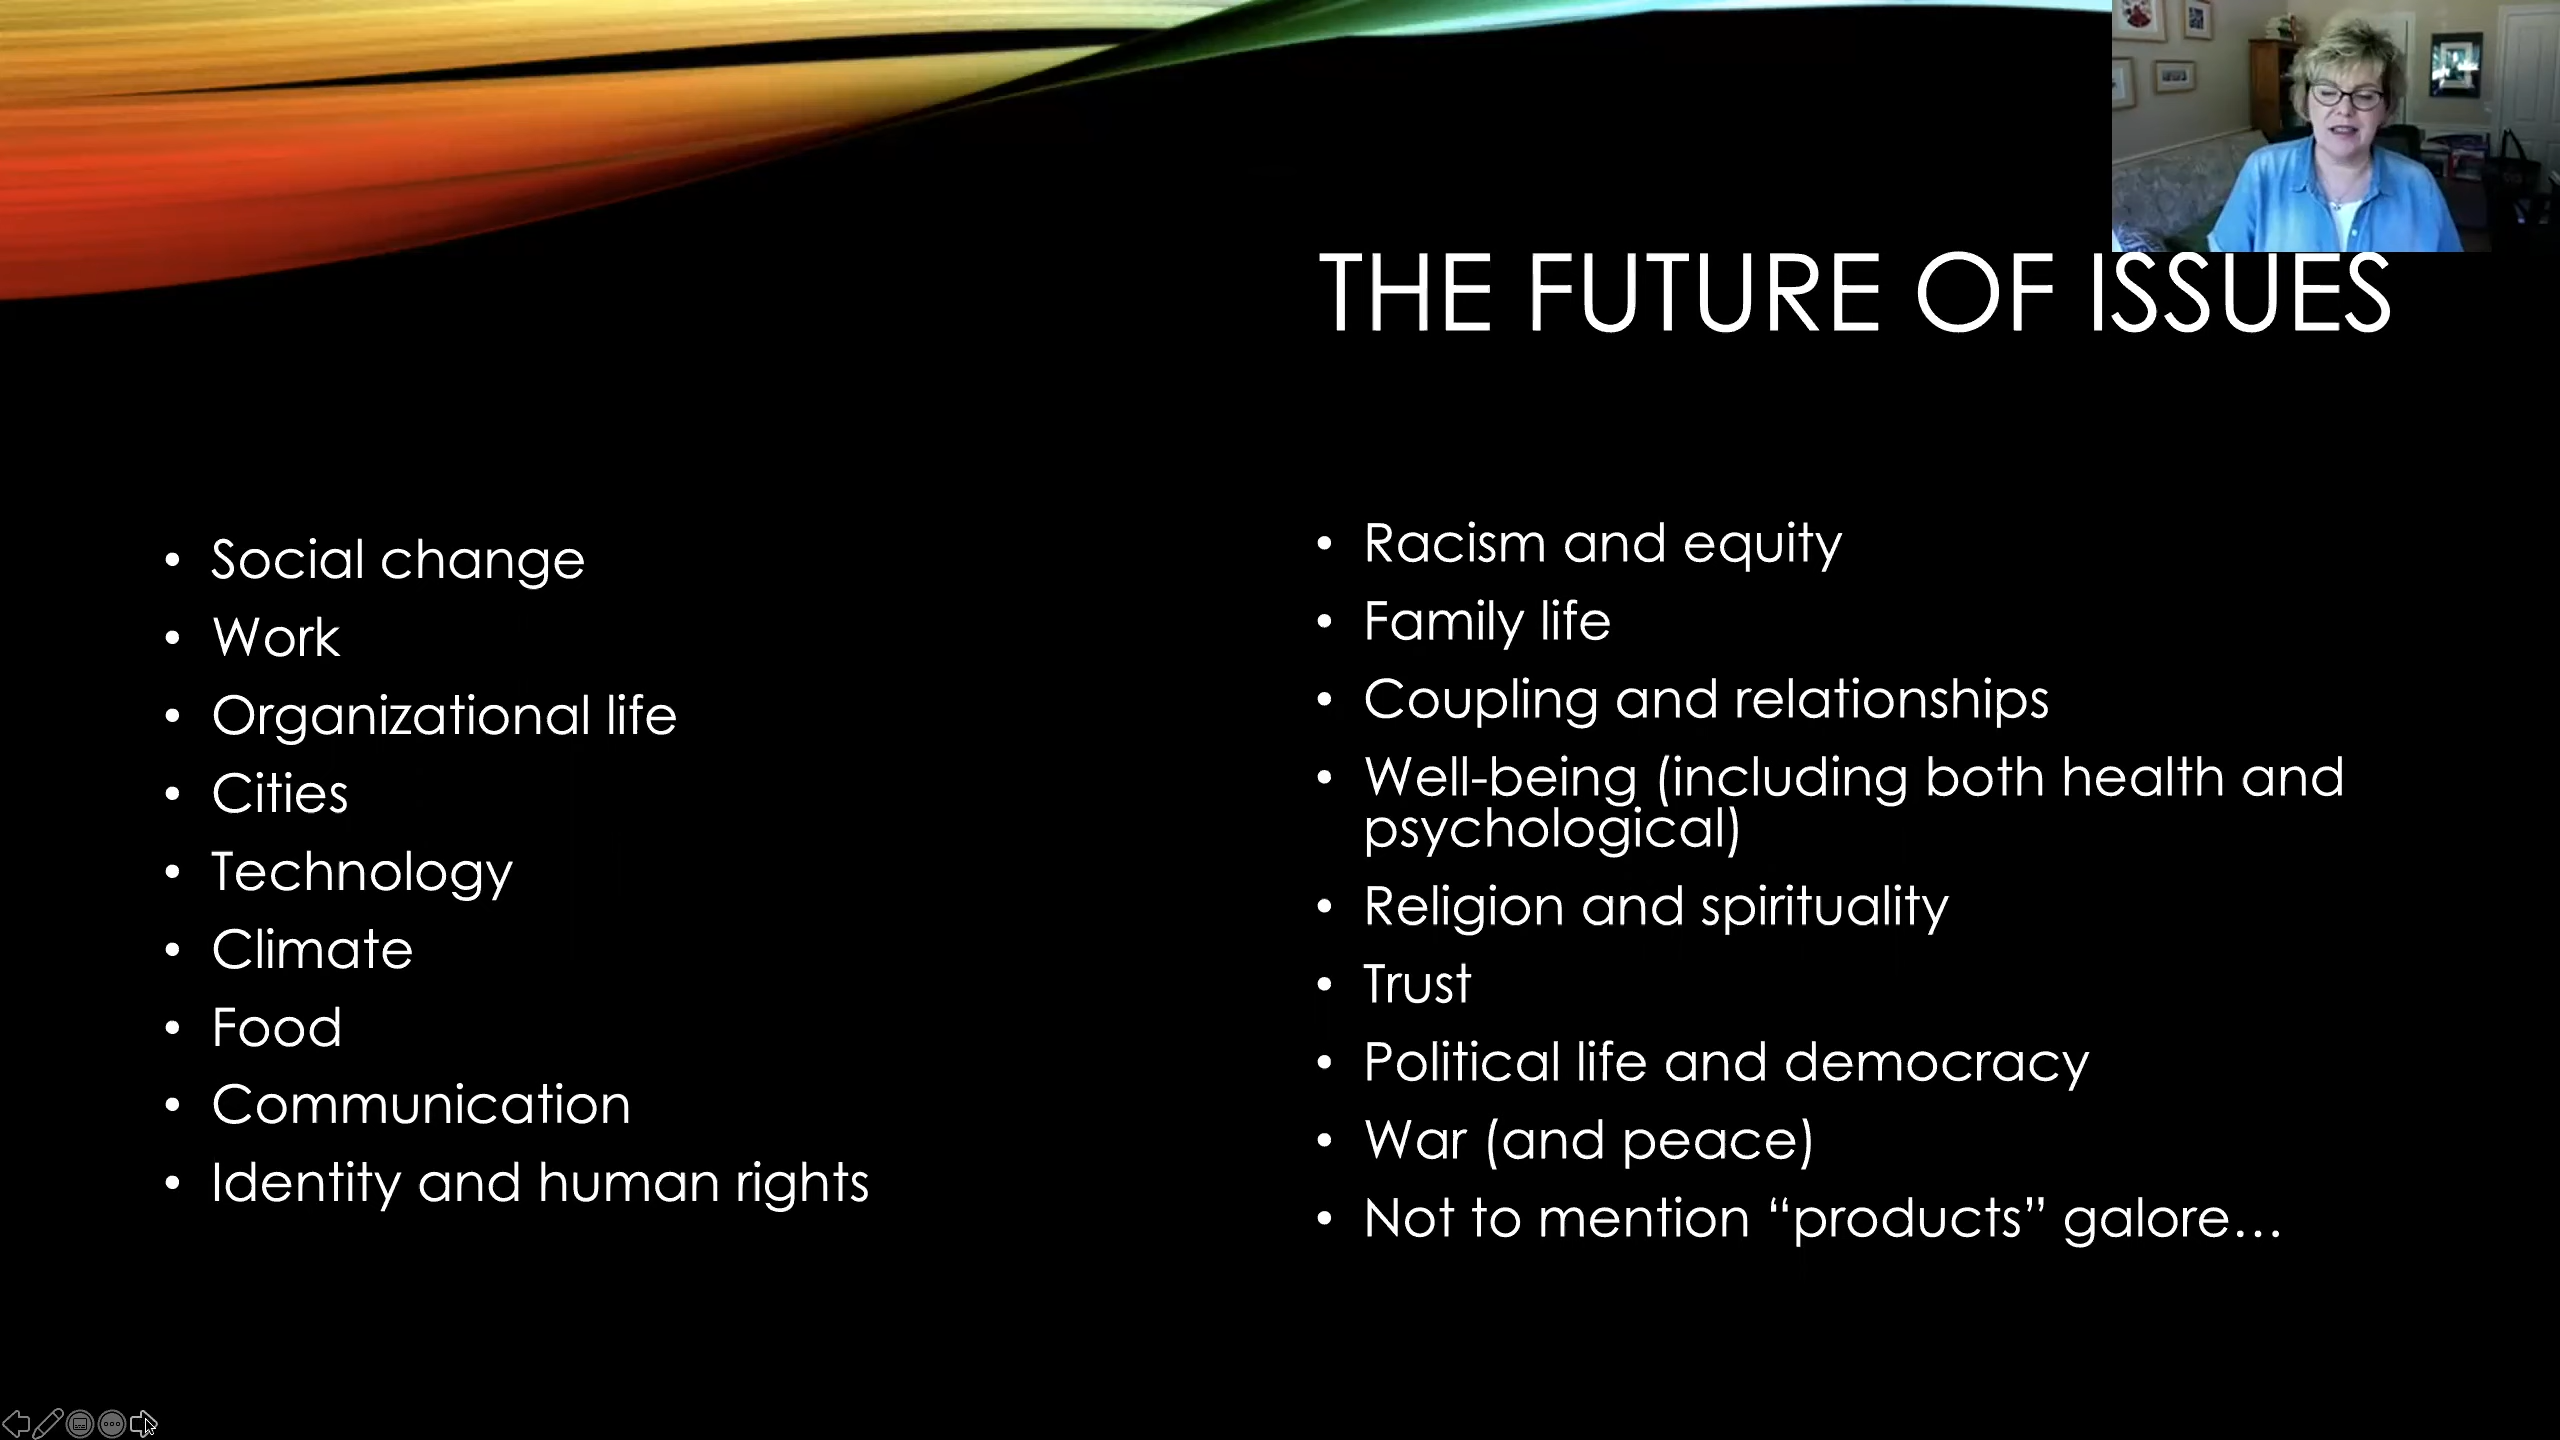 THE FUTURE OF ISSUES
• Social change
• Work
• Organizational life
• Cities
• Technology
• Climate
• Food
• Communication
• Identity and human rights
• Racism and equity
• Family life
• Coupling and relationships
• Well-being (including both health and
psychological)
• Religion and spirituality
• Trust
• Political life and democracy
• War (and peace)
• Not to mention “products” galore…